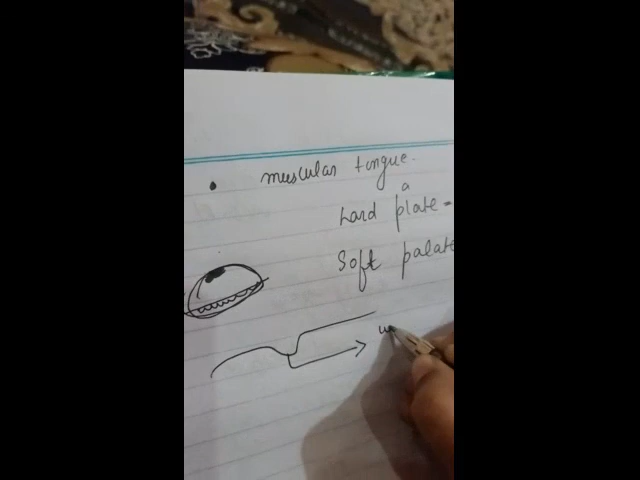 • muscular tongue.
a
Hard plate -
Soft palate